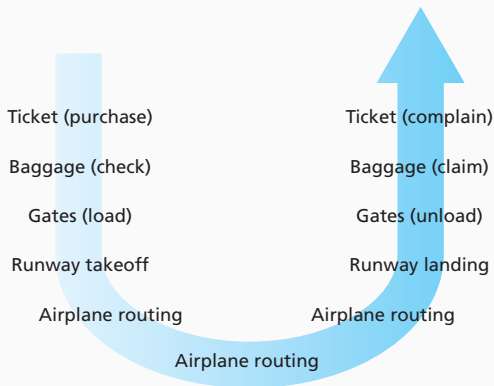 Ticket (purchase)
Baggage (check)
Gates (load)
Runway takeoff
Airplane routing
Airplane routing
Ticket (complain)
Baggage (claim)
Gates (unload)
Runway landing
Airplane routing